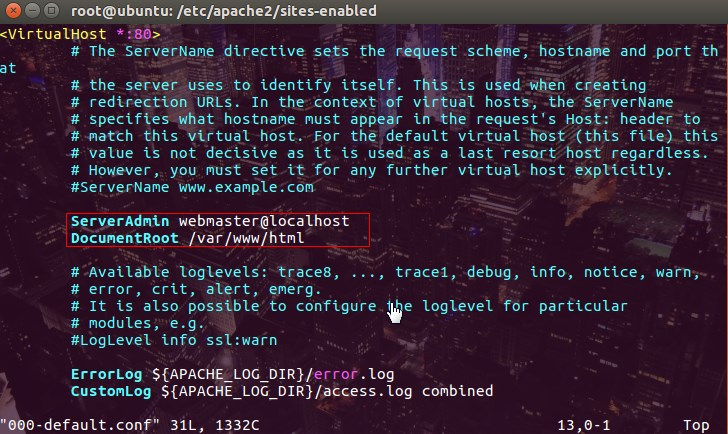 root@ubuntu: /etc/apache2/sites-enabled
<VirtualHost *:80>
# The ServerName directive sets the request scheme, hostname and port th
at
# the server uses to identify itself. This is used when creating
# redirection URLs. In the context of virtual hosts, the ServerName
# specifies what hostname must appear in the request's Host: header to
# match this virtual host. For the default virtual host (this file) this
# value is not decisive as it is used as a last resort host regardless.
# However, you must set it for any further virtual host explicitly.
#ServerName www.example.com
ServerAdmin webmaster@localhost
DocumentRoot /var/www/html
# Available loglevels: trace8, ..., trace1, debug, info, notice, warn,
# error, crit, alert, emerg.
# It is also possible to configure the loglevel for particular
# modules, e.g.
#LogLevel info ssl:warn
ErrorLog ${APACHE_LOG_DIR}/error.log
CustomLog ${APACHE_LOG_DIR}/access.log combined
"000-default.conf" 31L, 1332C 13,0-1 Top